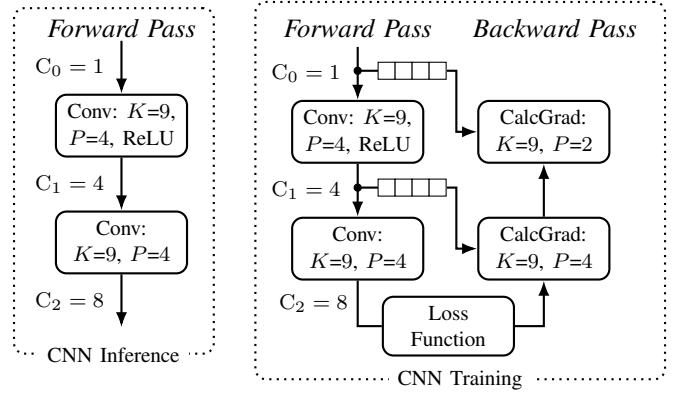 Forward Pass
C₀ = 1
Conv: K=9,
P=4, ReLU
C₁ = 4
Conv:
K=9, P=4
C₂ = 8
CNN Inference
Forward Pass
Backward Pass
C₀ = 1
Conv: K=9,
P=4, ReLU
CalcGrad:
K=9, P=2
C₁ = 4
Conv:
K=9, P=4
CalcGrad:
K=9, P=4
C₂ = 8
Loss
Function
CNN Training